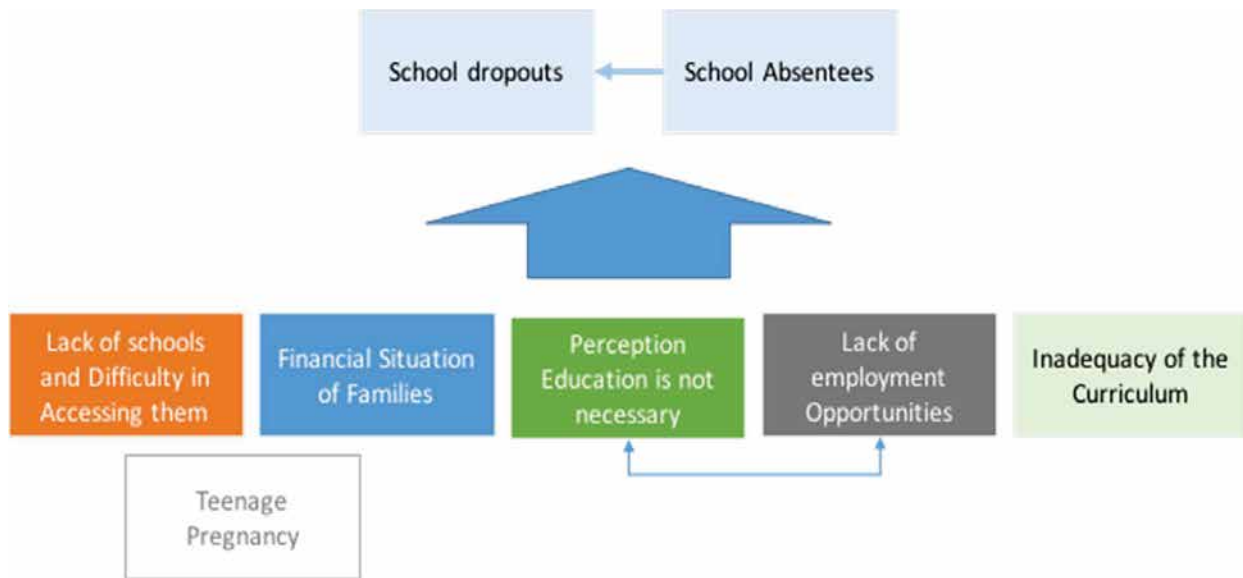 School dropouts
School Absentees
Lack of schools
and Difficulty in
Accessing them
Financial Situation
of Families
Perception
Education is not
necessary
Lack of
employment
Opportunities
Inadequacy of the
Curriculum
Teenage
Pregnancy